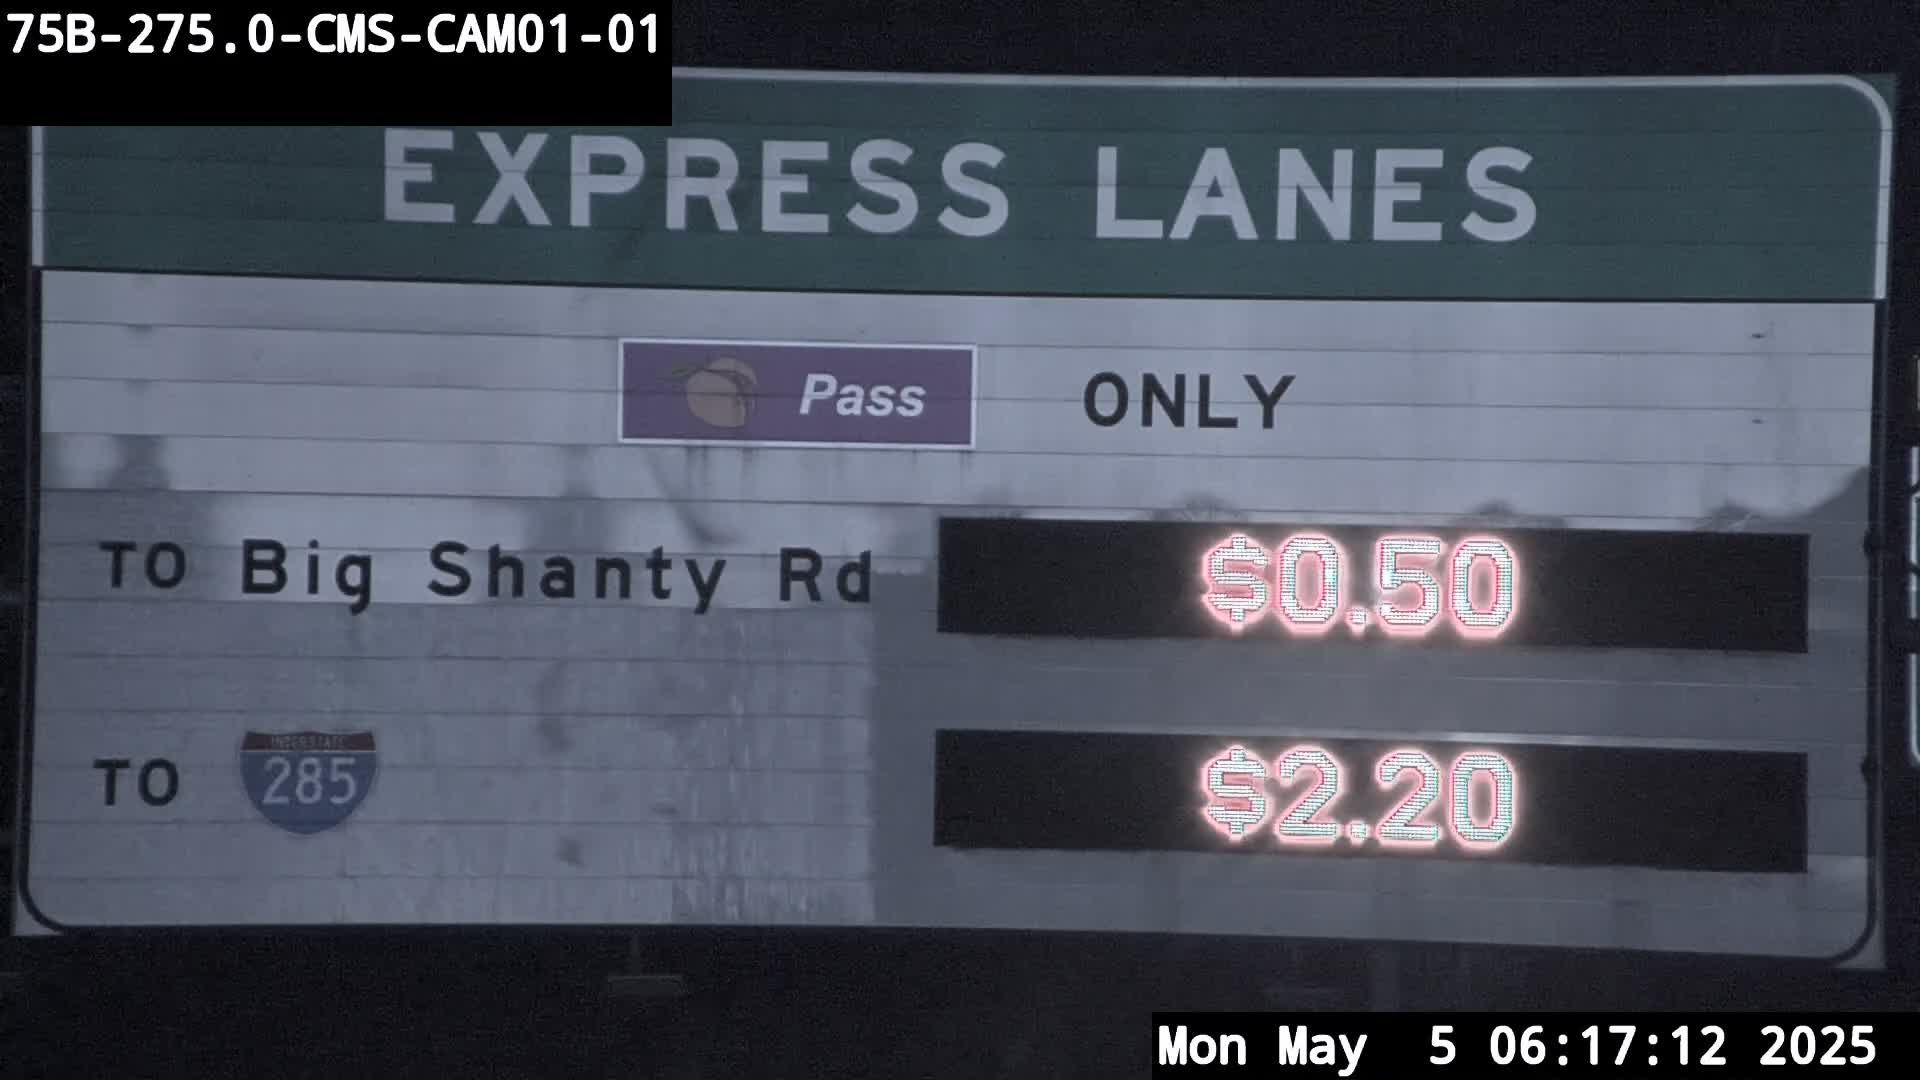 75B-275.0-CMS-CAM01-01
EXPRESS LANES
Pass ONLY
TO Big Shanty Rd $0.50
INTERSTATE
TO 285 $2.20
Mon May 5 06:17:12 2025